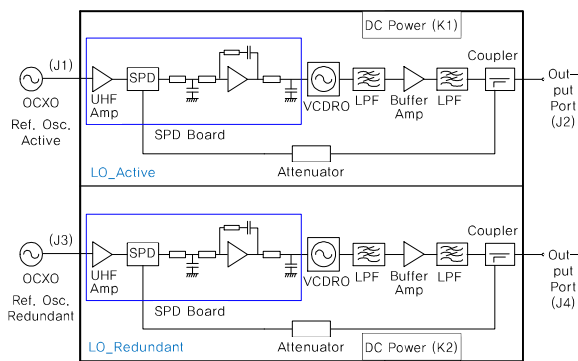 DC Power (K1)
(J1)
Coupler
SPD
OCXO
UHF
Amp
VCDRO
LPF
Buffer
Amp
LPF
Out-
put
Port
(J2)
Ref. Osc.
Active
SPD Board
Attenuator
LO_Active
(J3)
Coupler
SPD
OCXO
UHF
Amp
VCDRO
LPF
Buffer
Amp
LPF
Out-
put
Port
(J4)
Ref. Osc.
Redundant
SPD Board
Attenuator
LO_Redundant
DC Power (K2)